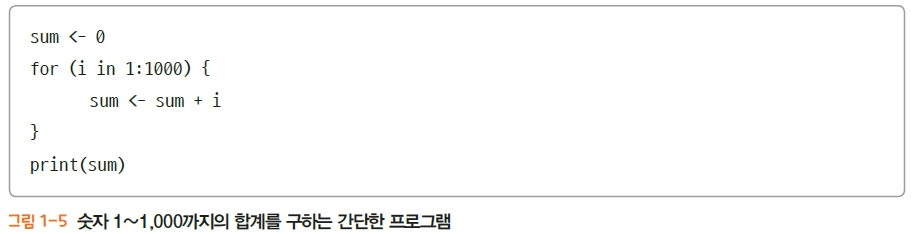 sum <- 0
for (i in 1:1000) {
      sum <- sum + i
}
print(sum)
그림 1-5 숫자 1~1,000까지의 합계를 구하는 간단한 프로그램